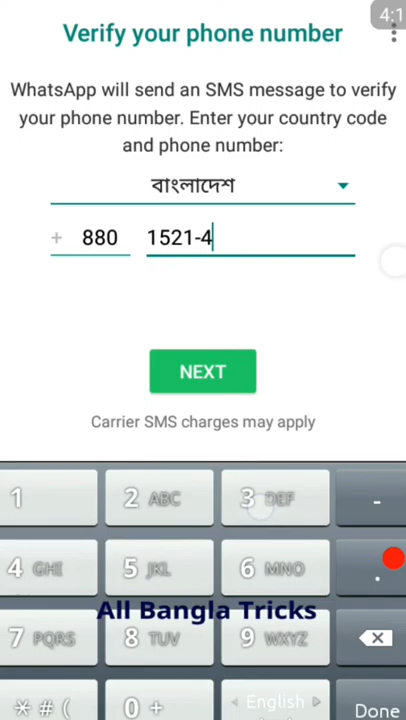 4:1
Verify your phone number
WhatsApp will send an SMS message to verify
your phone number. Enter your country code
and phone number:
বাংলাদেশ
+ 880 1521-4
NEXT
Carrier SMS charges may apply
1 2 ABC 3 DEF -
4 GHI 5 JKL 6 MNO .
All Bangla Tricks
7 PQRS 8 TUV 9 WXYZ
* # ( 0 + English Done